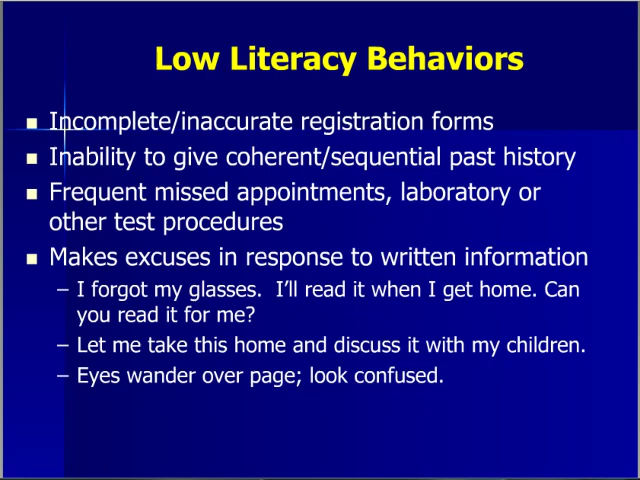 Low Literacy Behaviors
■ Incomplete/inaccurate registration forms
■ Inability to give coherent/sequential past history
■ Frequent missed appointments, laboratory or
other test procedures
■ Makes excuses in response to written information
– I forgot my glasses.  I’ll read it when I get home. Can
you read it for me?
– Let me take this home and discuss it with my children.
– Eyes wander over page; look confused.